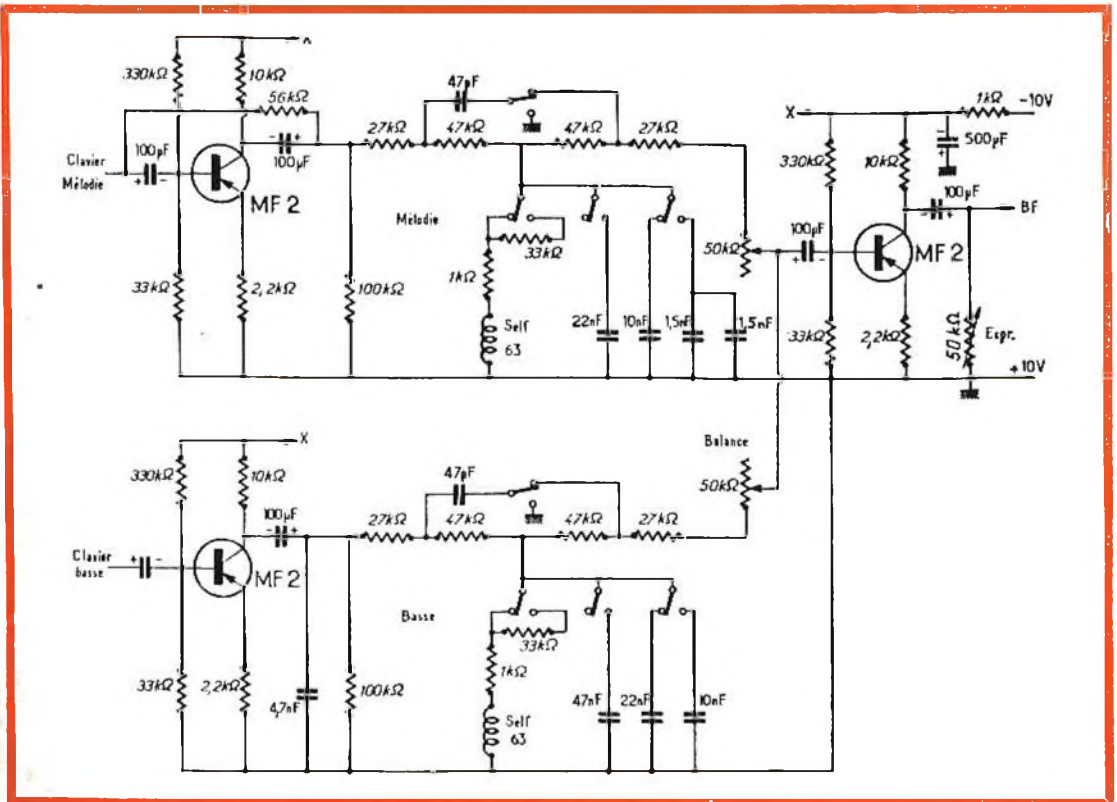 X
330kΩ
10kΩ
56kΩ
Clavier
Mélodie
100µF
+ -
- +
100µF
MF 2
33kΩ
2,2kΩ
100kΩ
27kΩ
47pF
47kΩ
47kΩ
27kΩ
Mélodie
33kΩ
1kΩ
Self
63
22nF
10nF
1,5nF
1,5nF
50kΩ
X -
1kΩ
-10V
500µF
- +
330kΩ
10kΩ
100µF
- +
BF
100µF
+ -
MF 2
33kΩ
2,2kΩ
50kΩ
Expr.
+10V
X
330kΩ
10kΩ
100µF
- +
Clavier
basse
+ -
MF 2
33kΩ
2,2kΩ
4,7nF
100kΩ
27kΩ
47pF
47kΩ
47kΩ
27kΩ
Balance
50kΩ
Basse
33kΩ
1kΩ
Self
63
47nF
22nF
10nF